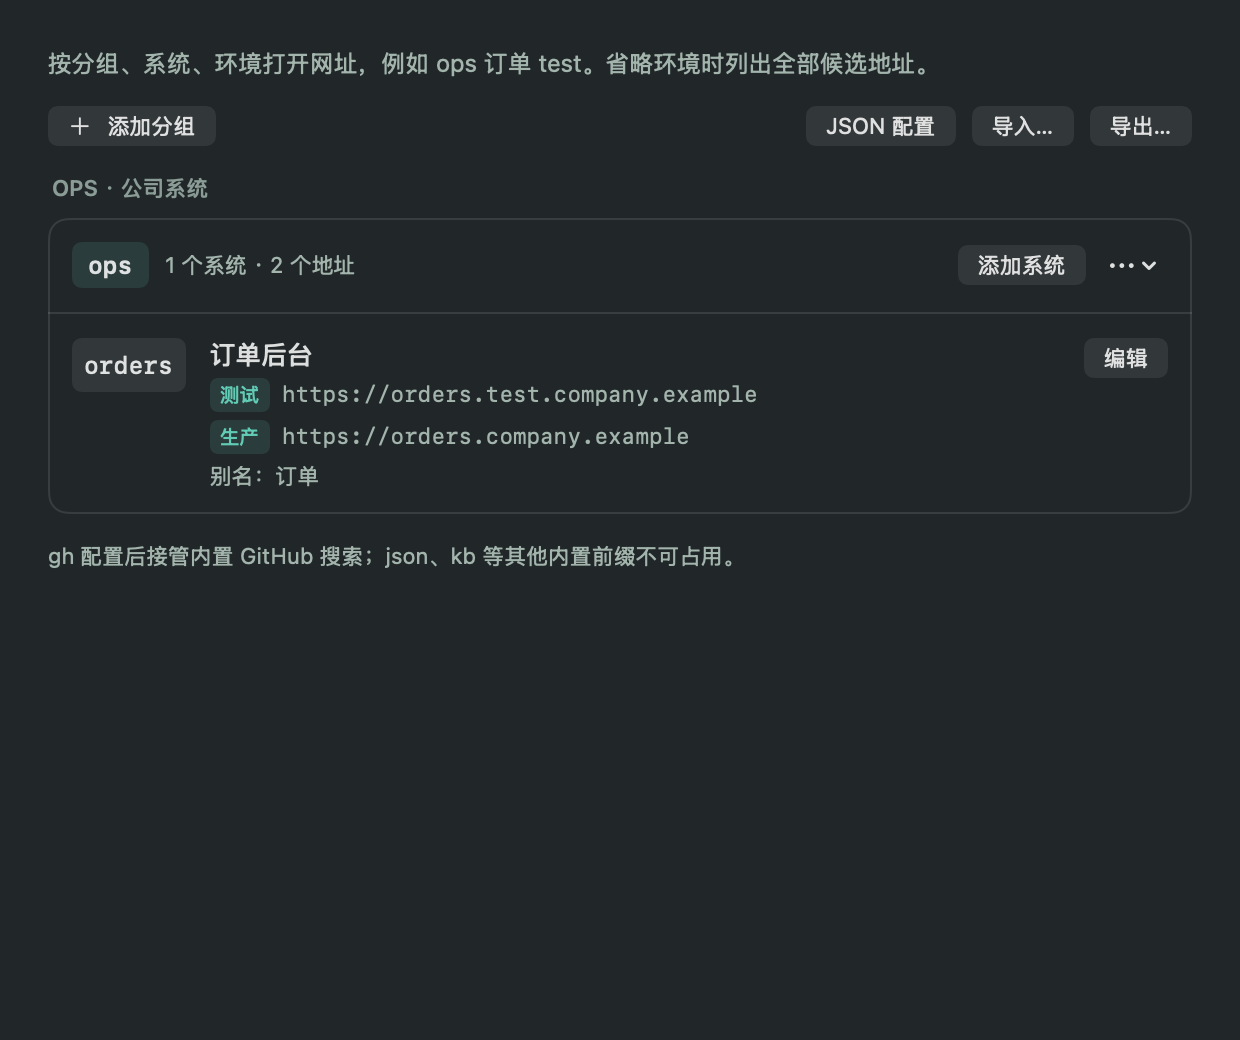 按分组、系统、环境打开网址，例如 ops 订单 test。省略环境时列出全部候选地址。
＋ 添加分组 JSON 配置 导入... 导出...
OPS · 公司系统
ops 1 个系统 · 2 个地址 添加系统 ···
orders 订单后台 编辑
测试 https://orders.test.company.example
生产 https://orders.company.example
别名：订单
gh 配置后接管内置 GitHub 搜索；json、kb 等其他内置前缀不可占用。